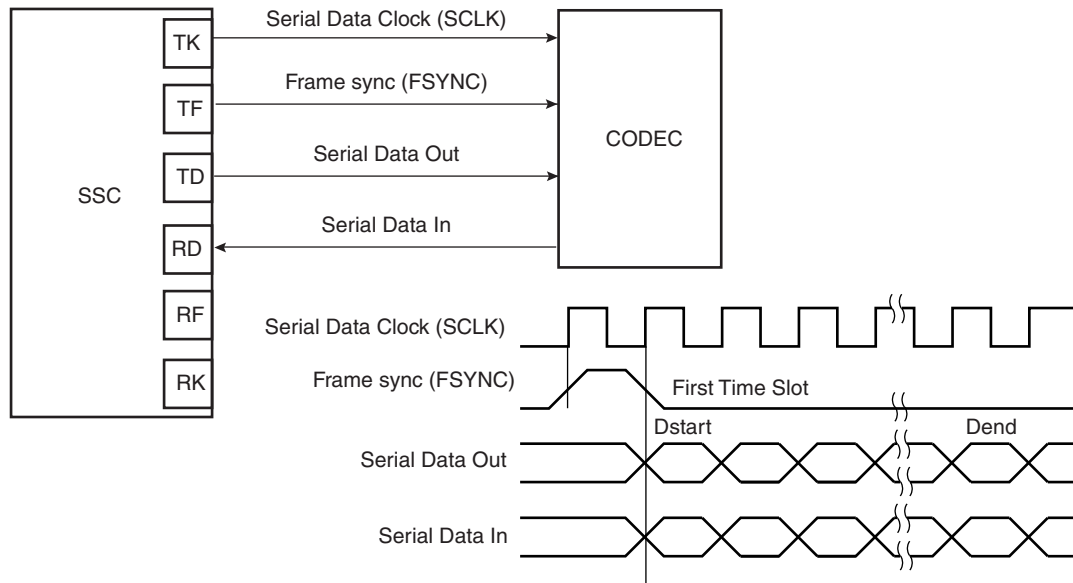 SSC
TK
TF
TD
RD
RF
RK
Serial Data Clock (SCLK)
Frame sync (FSYNC)
Serial Data Out
Serial Data In
CODEC
Serial Data Clock (SCLK)
Frame sync (FSYNC)
First Time Slot
Dstart
Dend
Serial Data Out
Serial Data In